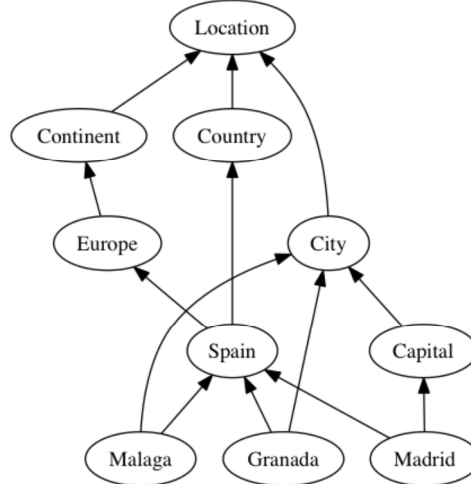 Location
Continent
Country
Europe
City
Spain
Capital
Malaga
Granada
Madrid